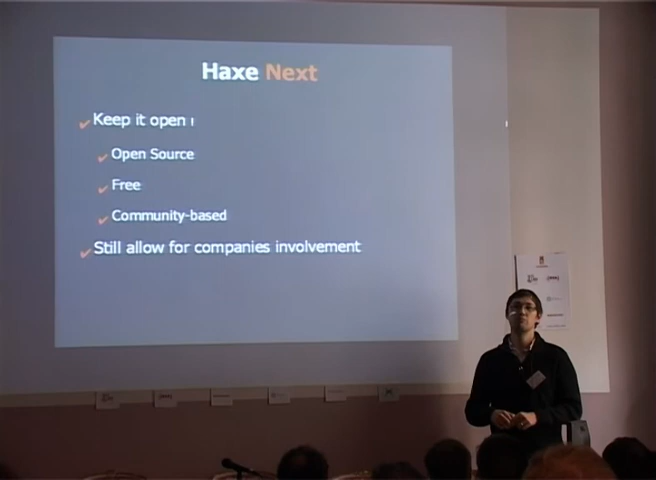 Haxe Next
Keep it open
Open Source
Free
Community-based
Still allow for companies involvement